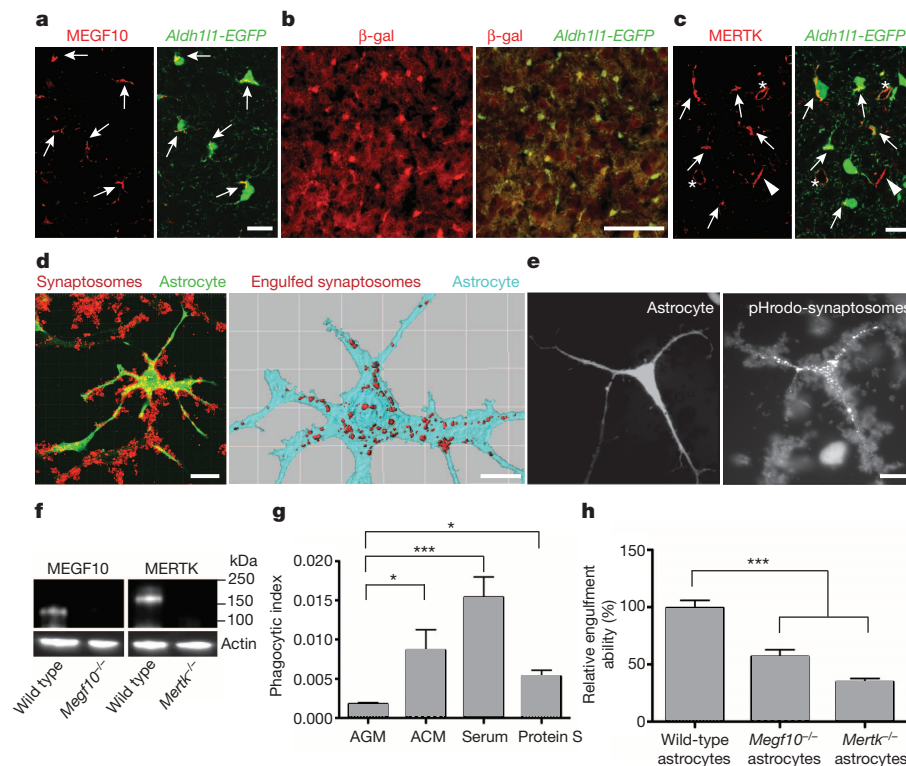 a
MEGF10
Aldh1l1-EGFP
b
β-gal
β-gal
Aldh1l1-EGFP
c
MERTK
Aldh1l1-EGFP
*
*
*
*
d
Synaptosomes
Astrocyte
Engulfed synaptosomes
Astrocyte
e
Astrocyte
pHrodo-synaptosomes
f
MEGF10
MERTK
kDa
250
150
100
Actin
Wild type
Megf10–/–
Wild type
Mertk–/–
g
Phagocytic index
0.020
0.015
0.010
0.005
0.000
*
***
*
AGM
ACM
Serum
Protein S
h
Relative engulfment
ability (%)
150
100
50
0
***
Wild-type
astrocytes
Megf10–/–
astrocytes
Mertk–/–
astrocytes